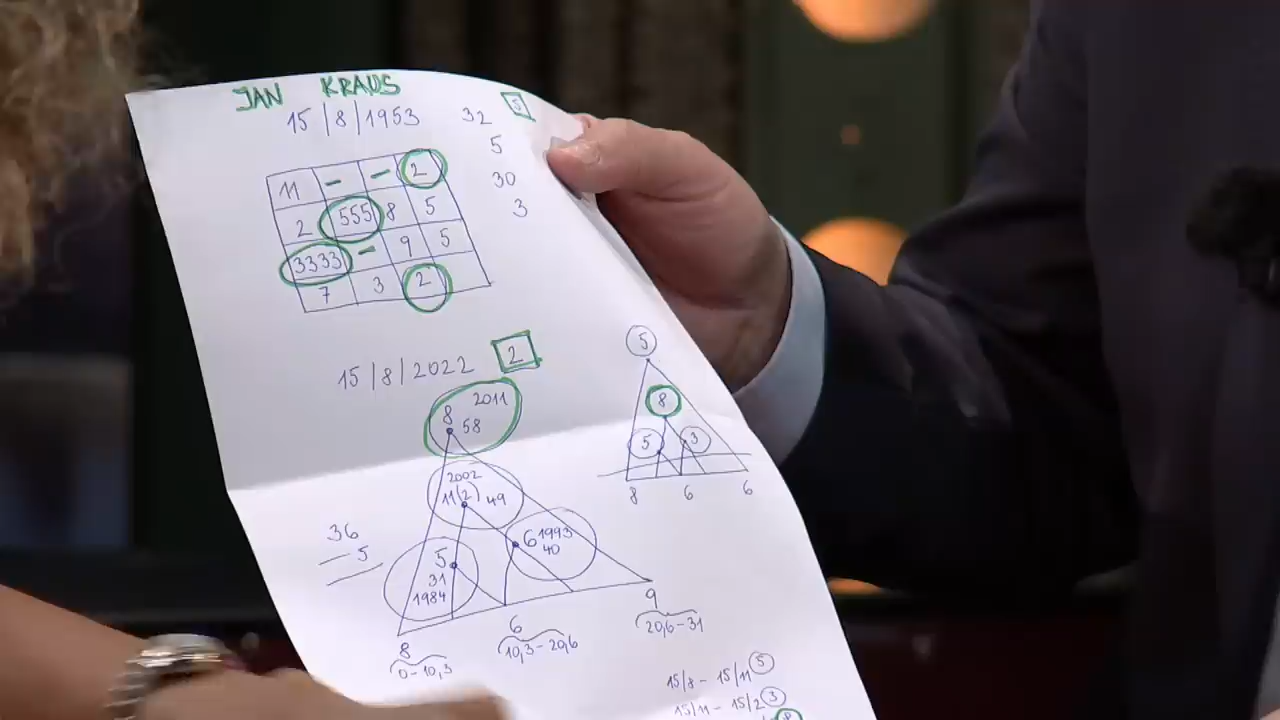 JAN KRAUS 5
15/8/1953 32
5
30
3
11 - - 2
2 555 8 5
3333 - 9 5
7 3 2
15/8/2022 2
8 2011
58
2002
11(2) 49
6 1993
40
5
31
1984
36
5
8 6 9
0-10,3 10,3-20,6 20,6-31
5
8
5 3
8 6 6
15/8 - 15/11 5
15/11 - 15/2 3
8